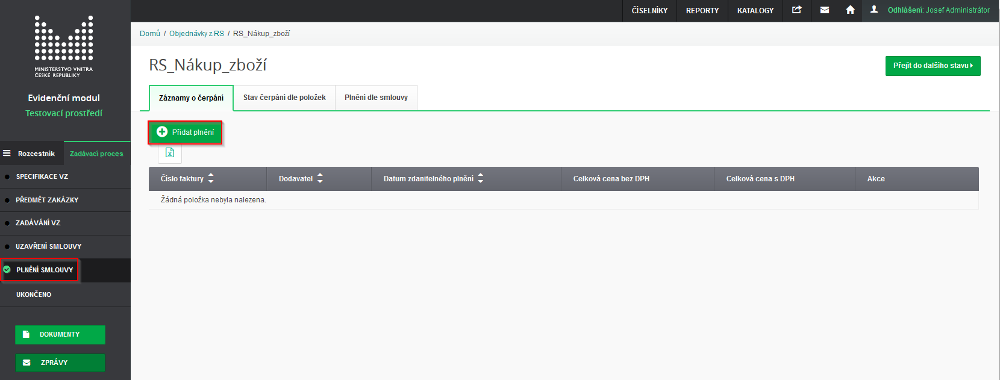 MINISTERSTVO VNITRA
ČESKÉ REPUBLIKY
Evidenční modul
Testovací prostředí
Rozcestník
Zadávací proces
SPECIFIKACE VZ
PŘEDMĚT ZAKÁZKY
ZADÁVÁNÍ VZ
UZAVŘENÍ SMLOUVY
PLNĚNÍ SMLOUVY
UKONČENO
DOKUMENTY
ZPRÁVY
ČÍSELNÍKY REPORTY KATALOGY Odhlášení: Josef Administrátor
Domů / Objednávky z RS / RS_Nákup_zboží
RS_Nákup_zboží
Přejít do dalšího stavu
Záznamy o čerpání Stav čerpání dle položek Plnění dle smlouvy
Přidat plnění
Číslo faktury Dodavatel Datum zdanitelného plnění Celková cena bez DPH Celková cena s DPH Akce
Žádná položka nebyla nalezena.